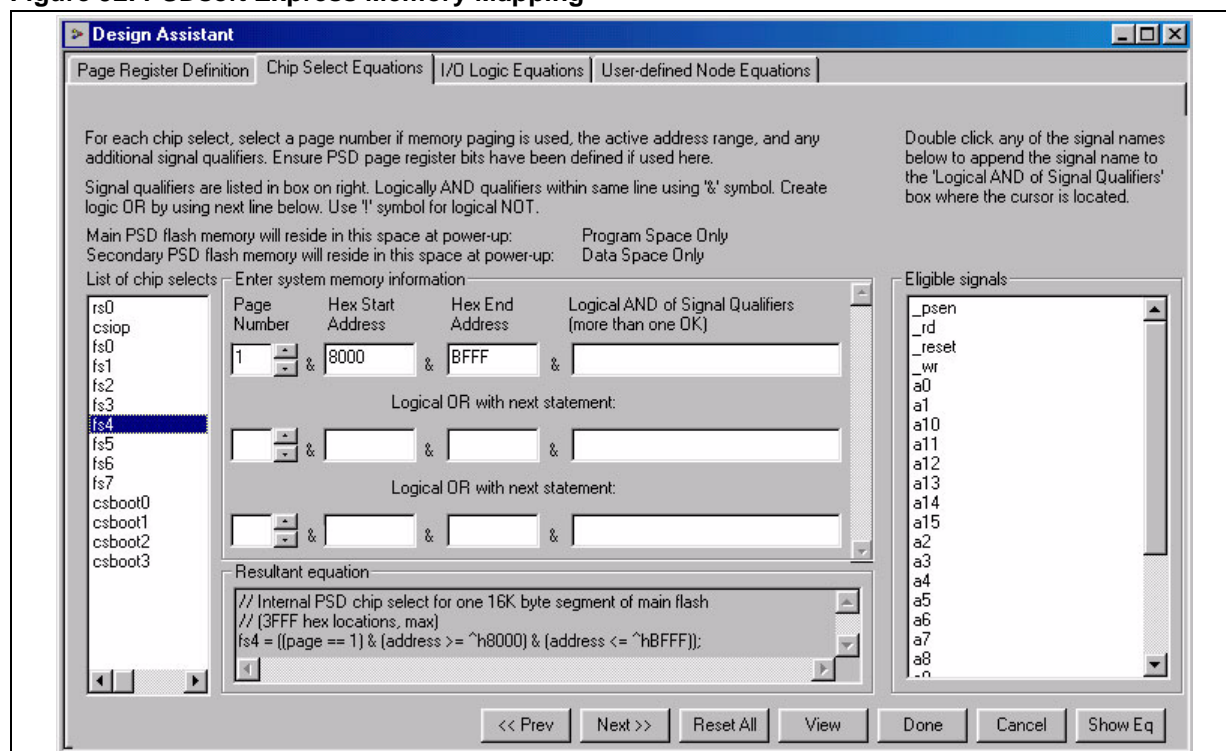 Figure 32. PSDsoft Express Memory Mapping
Design Assistant
Page Register Definition
Chip Select Equations
I/O Logic Equations
User-defined Node Equations
For each chip select, select a page number if memory paging is used, the active address range, and any
additional signal qualifiers. Ensure PSD page register bits have been defined if used here.
Signal qualifiers are listed in box on right. Logically AND qualifiers within same line using '&' symbol. Create
logic OR by using next line below. Use '!' symbol for logical NOT.
Main PSD flash memory will reside in this space at power-up: Program Space Only
Secondary PSD flash memory will reside in this space at power-up: Data Space Only
Double click any of the signal names
below to append the signal name to
the 'Logical AND of Signal Qualifiers'
box where the cursor is located.
List of chip selects
rs0
csiop
fs0
fs1
fs2
fs3
fs4
fs5
fs6
fs7
csboot0
csboot1
csboot2
csboot3
Enter system memory information
Page
Number
Hex Start
Address
Hex End
Address
Logical AND of Signal Qualifiers
(more than one OK)
1 & 8000 & BFFF &
Logical OR with next statement:
& & &
Logical OR with next statement:
& & &
Resultant equation
// Internal PSD chip select for one 16K byte segment of main flash
// (3FFF hex locations, max)
fs4 = ((page == 1) & (address >= ^h8000) & (address <= ^hBFFF));
Eligible signals
_psen
_rd
_reset
_wr
a0
a1
a10
a11
a12
a13
a14
a15
a2
a3
a4
a5
a6
a7
a8
<< Prev
Next >>
Reset All
View
Done
Cancel
Show Eq